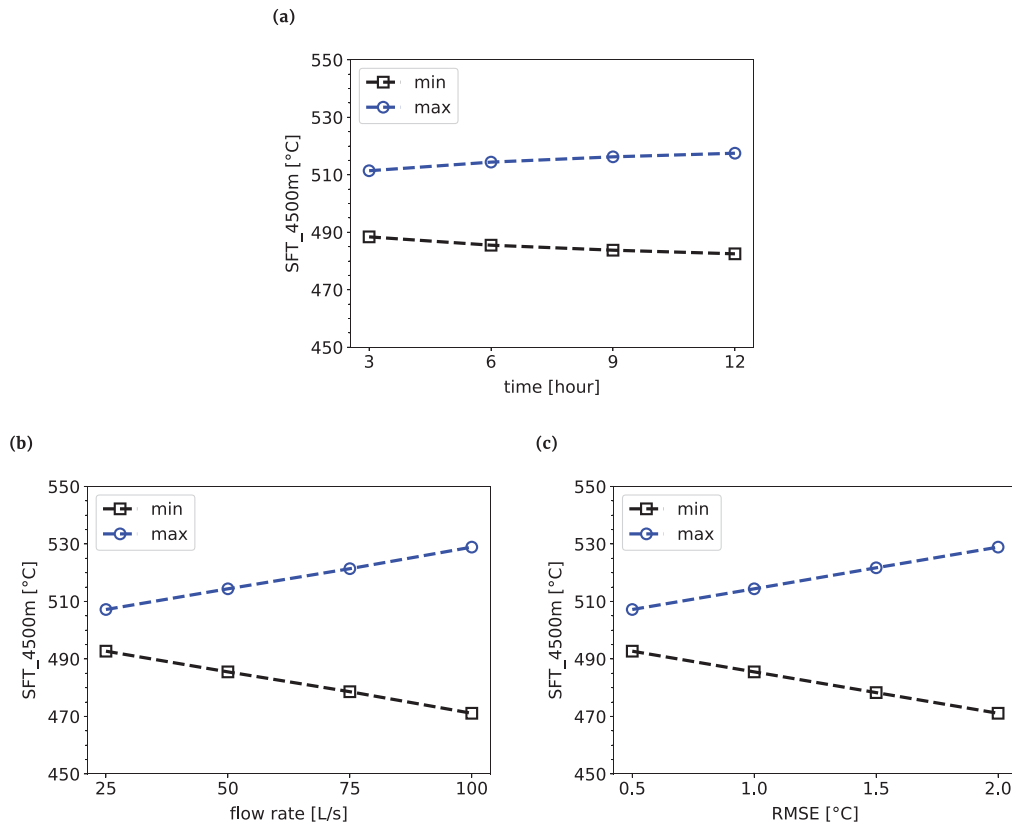 (a)
550
530
510
490
470
450
SFT_4500m [°C]
min
max
3 6 9 12
time [hour]
(b)
550
530
510
490
470
450
SFT_4500m [°C]
min
max
25 50 75 100
flow rate [L/s]
(c)
550
530
510
490
470
450
SFT_4500m [°C]
min
max
0.5 1.0 1.5 2.0
RMSE [°C]